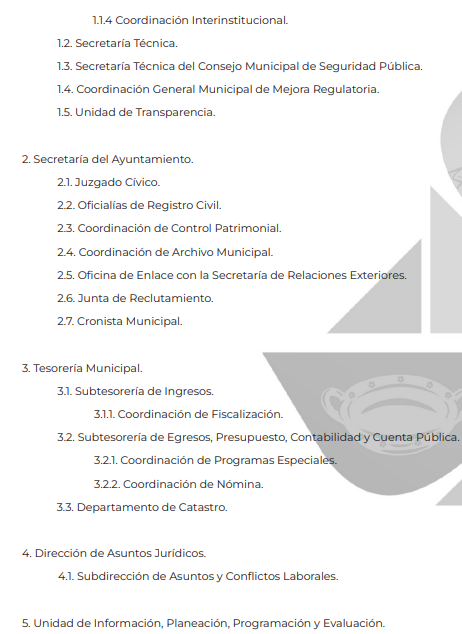 1.1.4 Coordinación Interinstitucional.
1.2. Secretaría Técnica.
1.3. Secretaría Técnica del Consejo Municipal de Seguridad Pública.
1.4. Coordinación General Municipal de Mejora Regulatoria.
1.5. Unidad de Transparencia.
2. Secretaría del Ayuntamiento.
2.1. Juzgado Cívico.
2.2. Oficialías de Registro Civil.
2.3. Coordinación de Control Patrimonial.
2.4. Coordinación de Archivo Municipal.
2.5. Oficina de Enlace con la Secretaría de Relaciones Exteriores.
2.6. Junta de Reclutamiento.
2.7. Cronista Municipal.
3. Tesorería Municipal.
3.1. Subtesorería de Ingresos.
3.1.1. Coordinación de Fiscalización.
3.2. Subtesorería de Egresos, Presupuesto, Contabilidad y Cuenta Pública.
3.2.1. Coordinación de Programas Especiales.
3.2.2. Coordinación de Nómina.
3.3. Departamento de Catastro.
4. Dirección de Asuntos Jurídicos.
4.1. Subdirección de Asuntos y Conflictos Laborales.
5. Unidad de Información, Planeación, Programación y Evaluación.